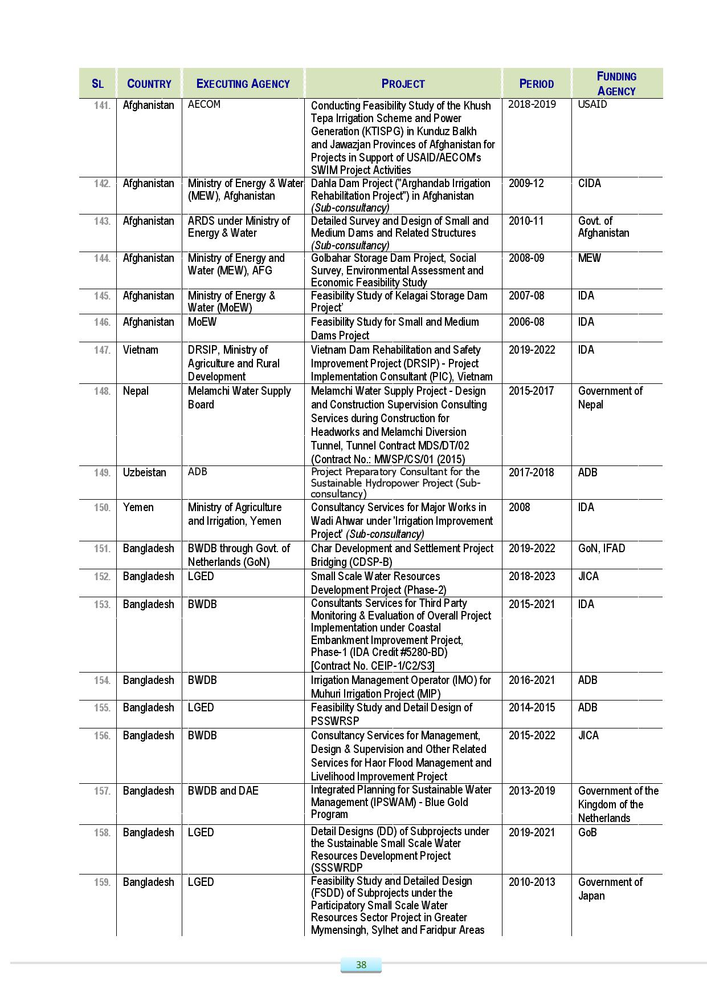 SL COUNTRY EXECUTING AGENCY PROJECT PERIOD FUNDING
AGENCY
141. Afghanistan AECOM Conducting Feasibility Study of the Khush 2018-2019 USAID
Tepa Irrigation Scheme and Power
Generation (KTISPG) in Kunduz Balkh
and Jawazjan Provinces of Afghanistan for
Projects in Support of USAID/AECOM's
SWIM Project Activities
142. Afghanistan Ministry of Energy & Water Dahla Dam Project ("Arghandab Irrigation 2009-12 CIDA
(MEW), Afghanistan Rehabilitation Project") in Afghanistan
(Sub-consultancy)
143. Afghanistan ARDS under Ministry of Detailed Survey and Design of Small and 2010-11 Govt. of
Energy & Water Medium Dams and Related Structures Afghanistan
(Sub-consultancy)
144. Afghanistan Ministry of Energy and Golbahar Storage Dam Project, Social 2008-09 MEW
Water (MEW), AFG Survey, Environmental Assessment and
Economic Feasibility Study
145. Afghanistan Ministry of Energy & Feasibility Study of Kelagai Storage Dam 2007-08 IDA
Water (MoEW) Project’
146. Afghanistan MoEW Feasibility Study for Small and Medium 2006-08 IDA
Dams Project
147. Vietnam DRSIP, Ministry of Vietnam Dam Rehabilitation and Safety 2019-2022 IDA
Agriculture and Rural Improvement Project (DRSIP) - Project
Development Implementation Consultant (PIC), Vietnam
148. Nepal Melamchi Water Supply Melamchi Water Supply Project - Design 2015-2017 Government of
Board and Construction Supervision Consulting Nepal
Services during Construction for
Headworks and Melamchi Diversion
Tunnel, Tunnel Contract MDS/DT/02
(Contract No.: MWSP/CS/01 (2015)
149. Uzbeistan ADB Project Preparatory Consultant for the 2017-2018 ADB
Sustainable Hydropower Project (Sub-
consultancy)
150. Yemen Ministry of Agriculture Consultancy Services for Major Works in 2008 IDA
and Irrigation, Yemen Wadi Ahwar under 'Irrigation Improvement
Project' (Sub-consultancy)
151. Bangladesh BWDB through Govt. of Char Development and Settlement Project 2019-2022 GoN, IFAD
Netherlands (GoN) Bridging (CDSP-B)
152. Bangladesh LGED Small Scale Water Resources 2018-2023 JICA
Development Project (Phase-2)
153. Bangladesh BWDB Consultants Services for Third Party 2015-2021 IDA
Monitoring & Evaluation of Overall Project
Implementation under Coastal
Embankment Improvement Project,
Phase-1 (IDA Credit #5280-BD)
[Contract No. CEIP-1/C2/S3]
154. Bangladesh BWDB Irrigation Management Operator (IMO) for 2016-2021 ADB
Muhuri Irrigation Project (MIP)
155. Bangladesh LGED Feasibility Study and Detail Design of 2014-2015 ADB
PSSWRSP
156. Bangladesh BWDB Consultancy Services for Management, 2015-2022 JICA
Design & Supervision and Other Related
Services for Haor Flood Management and
Livelihood Improvement Project
157. Bangladesh BWDB and DAE Integrated Planning for Sustainable Water 2013-2019 Government of the
Management (IPSWAM) - Blue Gold Kingdom of the
Program Netherlands
158. Bangladesh LGED Detail Designs (DD) of Subprojects under 2019-2021 GoB
the Sustainable Small Scale Water
Resources Development Project
(SSSWRDP
159. Bangladesh LGED Feasibility Study and Detailed Design 2010-2013 Government of
(FSDD) of Subprojects under the Japan
Participatory Small Scale Water
Resources Sector Project in Greater
Mymensingh, Sylhet and Faridpur Areas
38